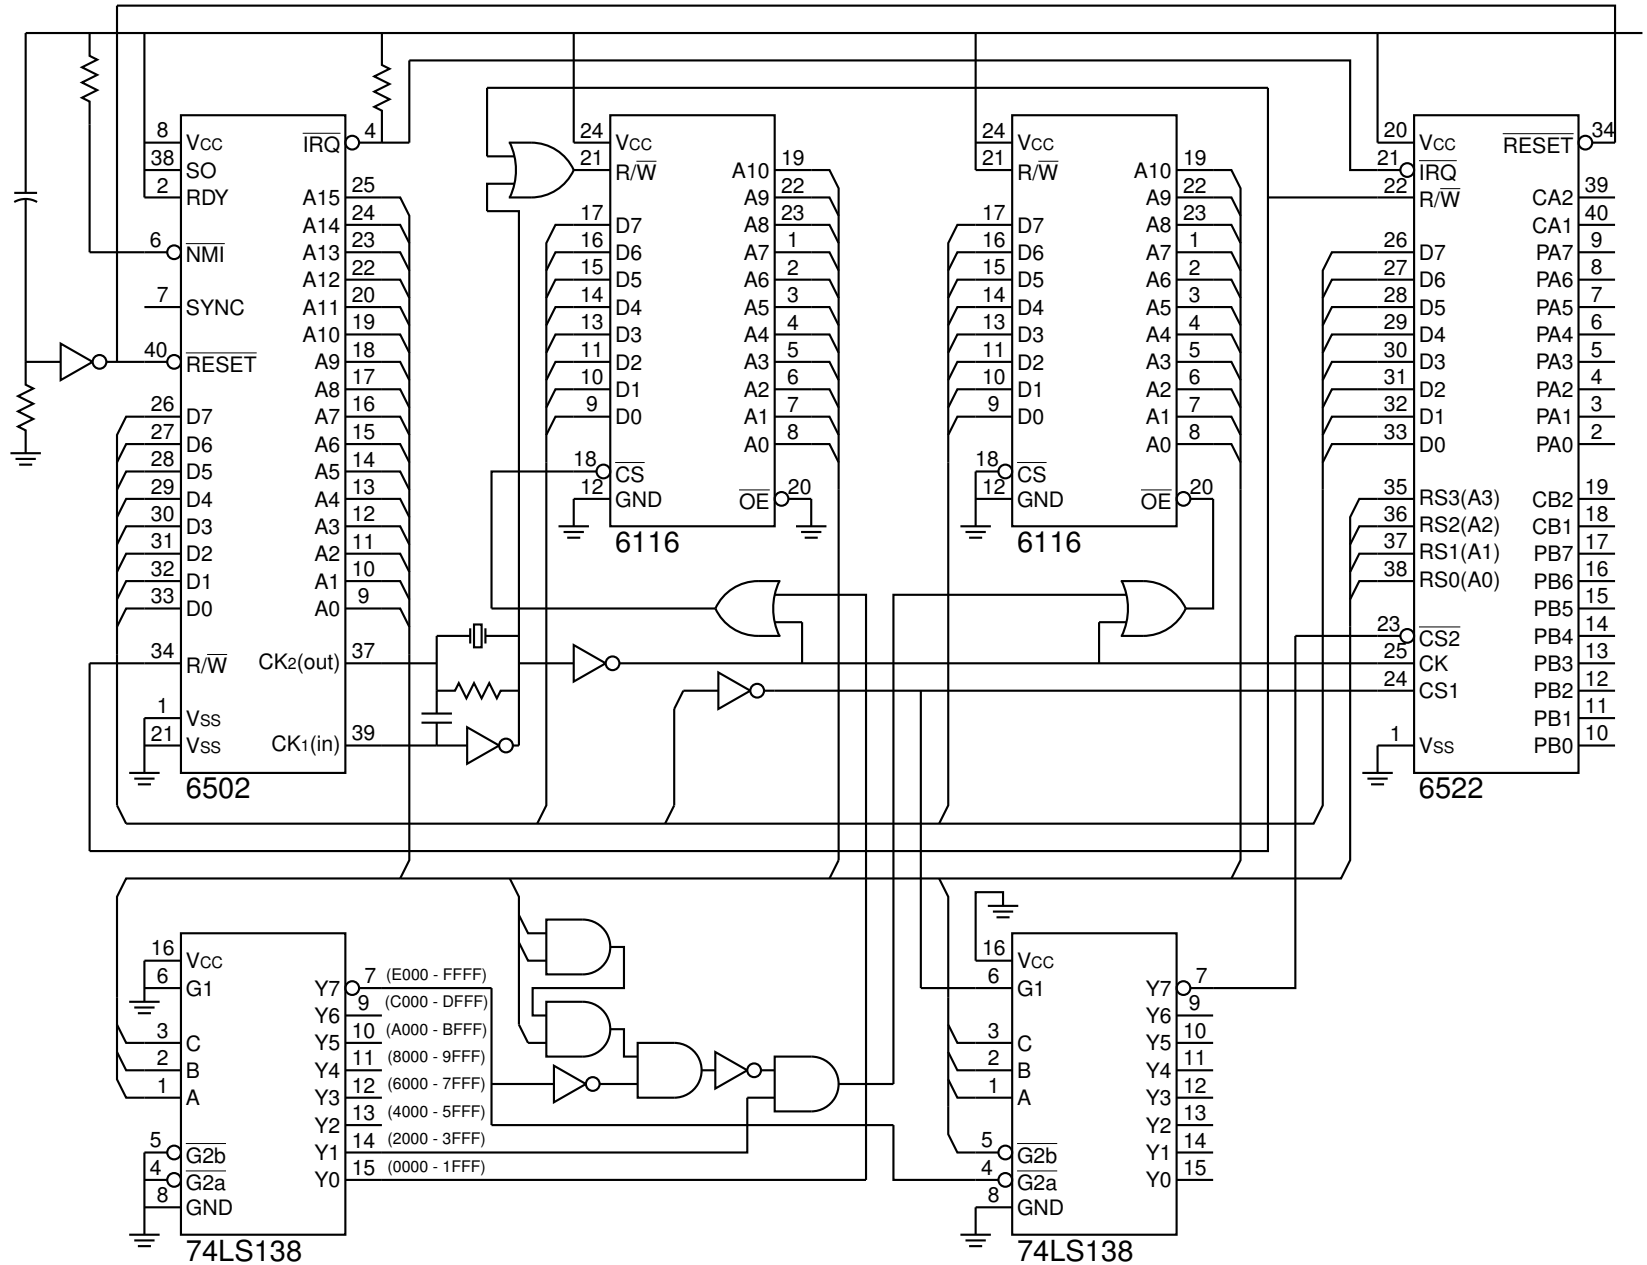 8 VCC
38 SO
2 RDY
6 NMI
7 SYNC
40 RESET
26 D7
27 D6
28 D5
29 D4
30 D3
31 D2
32 D1
33 D0
34 R/W
1 VSS
21 VSS
IRQ 4
A15 25
A14 24
A13 23
A12 22
A11 20
A10 19
A9 18
A8 17
A7 16
A6 15
A5 14
A4 13
A3 12
A2 11
A1 10
A0 9
CK2(out) 37
CK1(in) 39
6502
24 VCC
21 R/W
17 D7
16 D6
15 D5
14 D4
13 D3
11 D2
10 D1
9 D0
18 CS
12 GND
A10 19
A9 22
A8 23
A7 1
A6 2
A5 3
A4 4
A3 5
A2 6
A1 7
A0 8
OE 20
6116
24 VCC
21 R/W
17 D7
16 D6
15 D5
14 D4
13 D3
11 D2
10 D1
9 D0
18 CS
12 GND
A10 19
A9 22
A8 23
A7 1
A6 2
A5 3
A4 4
A3 5
A2 6
A1 7
A0 8
OE 20
6116
20 VCC
21 IRQ
22 R/W
26 D7
27 D6
28 D5
29 D4
30 D3
31 D2
32 D1
33 D0
35 RS3(A3)
36 RS2(A2)
37 RS1(A1)
38 RS0(A0)
23 CS2
25 CK
24 CS1
1 VSS
RESET 34
CA2 39
CA1 40
PA7 9
PA6 8
PA5 7
PA4 6
PA3 5
PA2 4
PA1 3
PA0 2
CB2 19
CB1 18
PB7 17
PB6 16
PB5 15
PB4 14
PB3 13
PB2 12
PB1 11
PB0 10
6522
16 VCC
6 G1
3 C
2 B
1 A
5 G2b
4 G2a
8 GND
Y7 7 (E000 - FFFF)
Y6 9 (C000 - DFFF)
Y5 10 (A000 - BFFF)
Y4 11 (8000 - 9FFF)
Y3 12 (6000 - 7FFF)
Y2 13 (4000 - 5FFF)
Y1 14 (2000 - 3FFF)
Y0 15 (0000 - 1FFF)
74LS138
16 VCC
6 G1
3 C
2 B
1 A
5 G2b
4 G2a
8 GND
Y7 7
Y6 9
Y5 10
Y4 11
Y3 12
Y2 13
Y1 14
Y0 15
74LS138